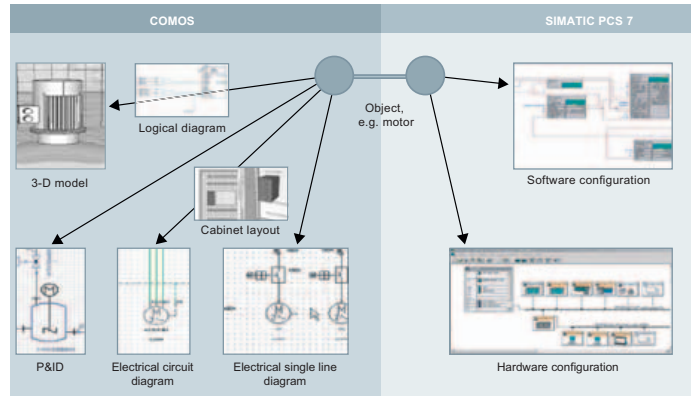 COMOS
SIMATIC PCS 7
Logical diagram
Object,
e.g. motor
3-D model
Software configuration
Cabinet layout
M
P&ID
Electrical circuit
diagram
Electrical single line
diagram
Hardware configuration